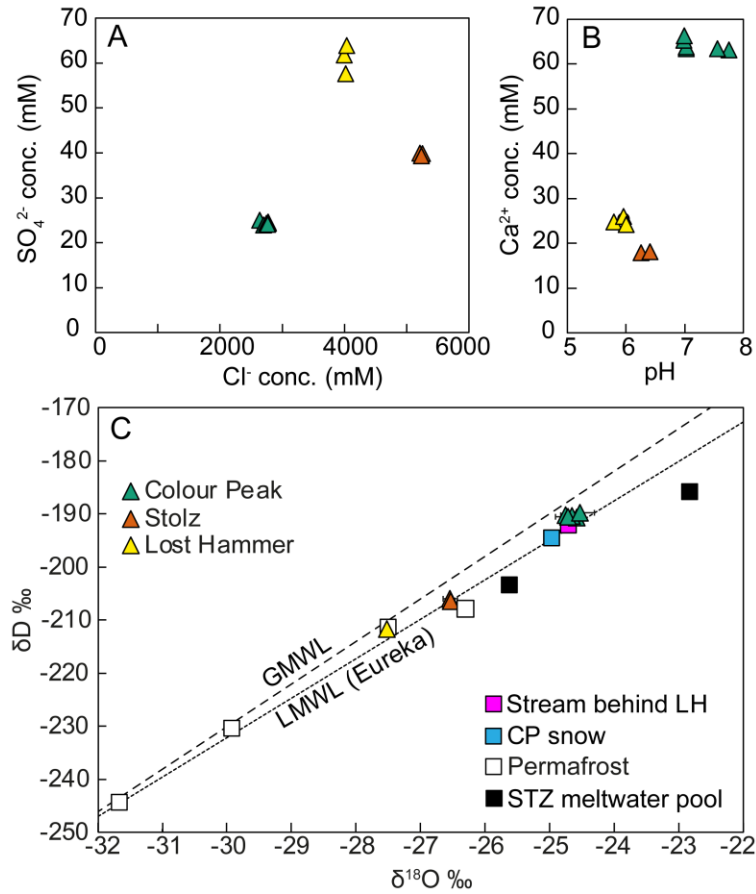 A
SO₄²⁻ conc. (mM)
70
60
50
40
30
20
10
0
0 2000 4000 6000
Cl⁻ conc. (mM)
B
Ca²⁺ conc. (mM)
70
60
50
40
30
20
10
0
5 6 7 8
pH
C
δD ‰
-170
-180
-190
-200
-210
-220
-230
-240
-250
Colour Peak
Stolz
Lost Hammer
GMWL
LMWL (Eureka)
Stream behind LH
CP snow
Permafrost
STZ meltwater pool
-32 -31 -30 -29 -28 -27 -26 -25 -24 -23 -22
δ¹⁸O ‰